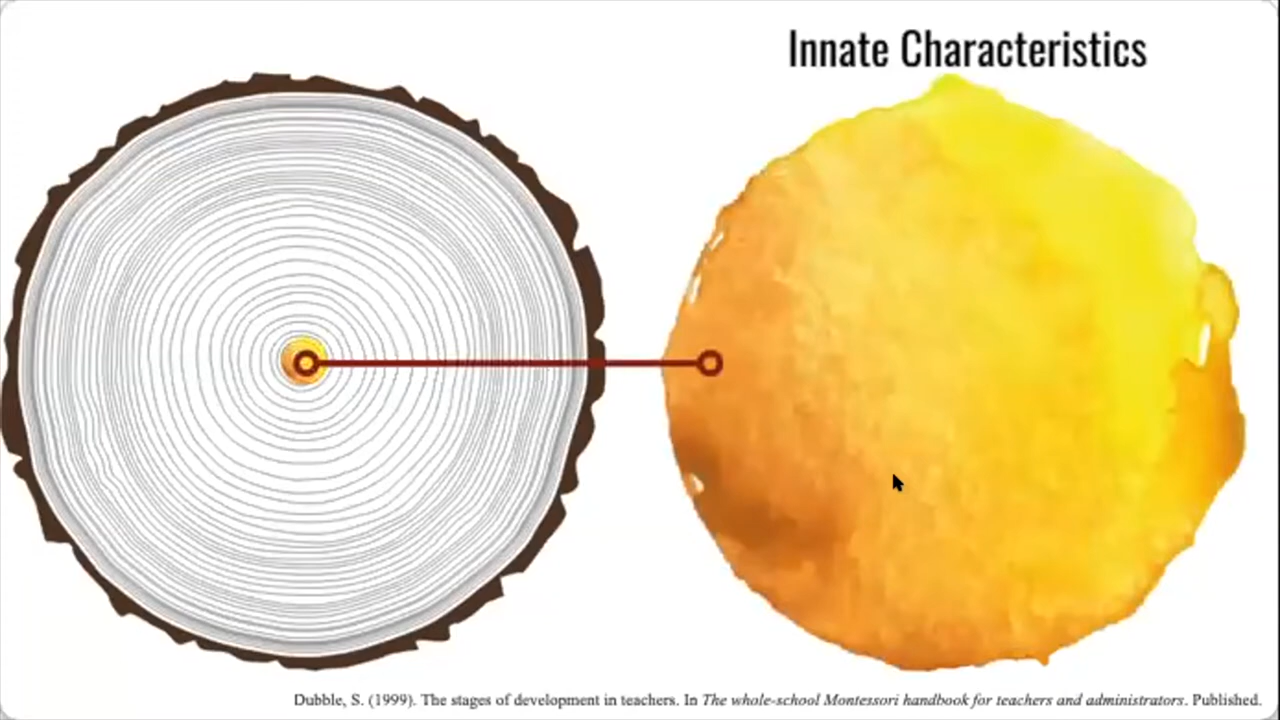 Innate Characteristics
Dubble, S. (1999). The stages of development in teachers. In The whole-school Montessori handbook for teachers and administrators. Published.